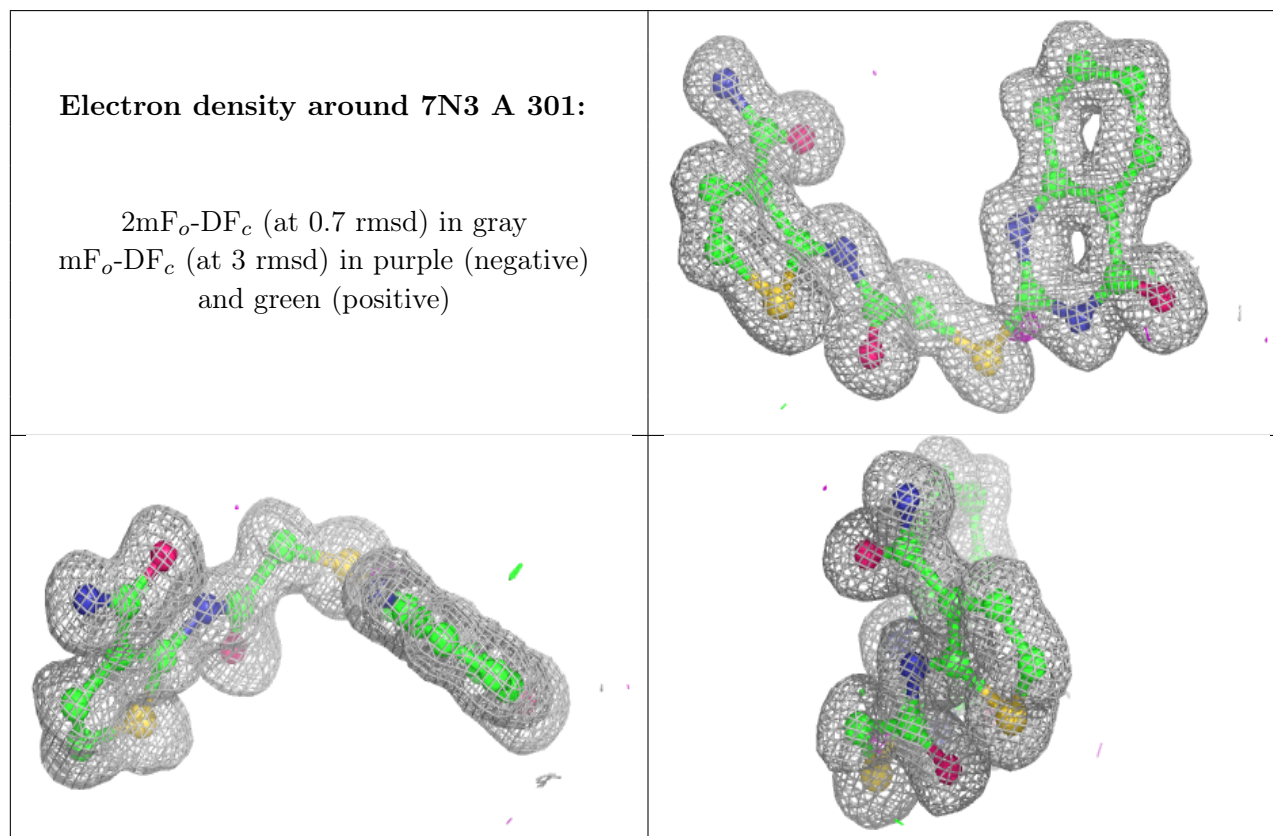 Electron density around 7N3 A 301:
2mFo-DFc (at 0.7 rmsd) in gray
mFo-DFc (at 3 rmsd) in purple (negative)
and green (positive)